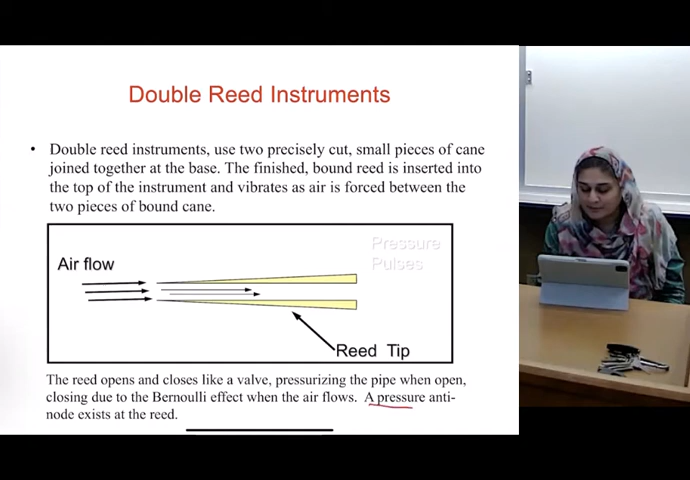 Double Reed Instruments
• Double reed instruments, use two precisely cut, small pieces of cane
joined together at the base. The finished, bound reed is inserted into
the top of the instrument and vibrates as air is forced between the
two pieces of bound cane.
Pressure
Pulses
Air flow
Reed Tip
The reed opens and closes like a valve, pressurizing the pipe when open,
closing due to the Bernoulli effect when the air flows. A pressure anti-
node exists at the reed.